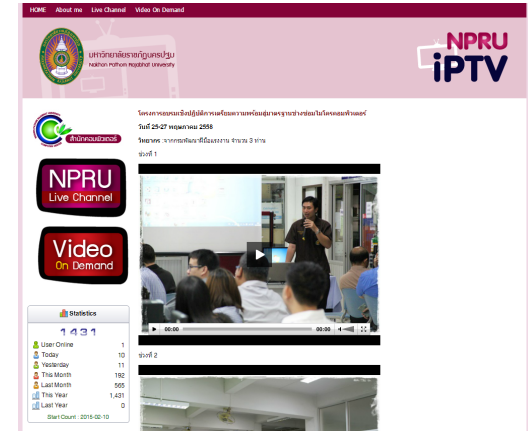 HOME About me Live Channel Video On Demand
มหาวิทยาลัยราชภัฏนครปฐม
Nakhon Pathom Rajabhat University
NPRU
iPTV
สำนักคอมพิวเตอร์
โครงการอบรมเชิงปฏิบัติการเตรียมความพร้อมสู่มาตรฐานช่างซ่อมไมโครคอมพิวเตอร์
วันที่ 25-27 พฤษภาคม 2558
วิทยากร :จากกรมพัฒนาฝีมือแรงงาน จำนวน 3 ท่าน
ช่วงที่ 1
NPRU
Live Channel
Video
On Demand
00:00 00:00
Statistics
1431
User Online 1
Today 10
Yesterday 11
This Month 192
Last Month 565
This Year 1,431
Last Year 0
Start Count : 2015-02-10
ช่วงที่ 2